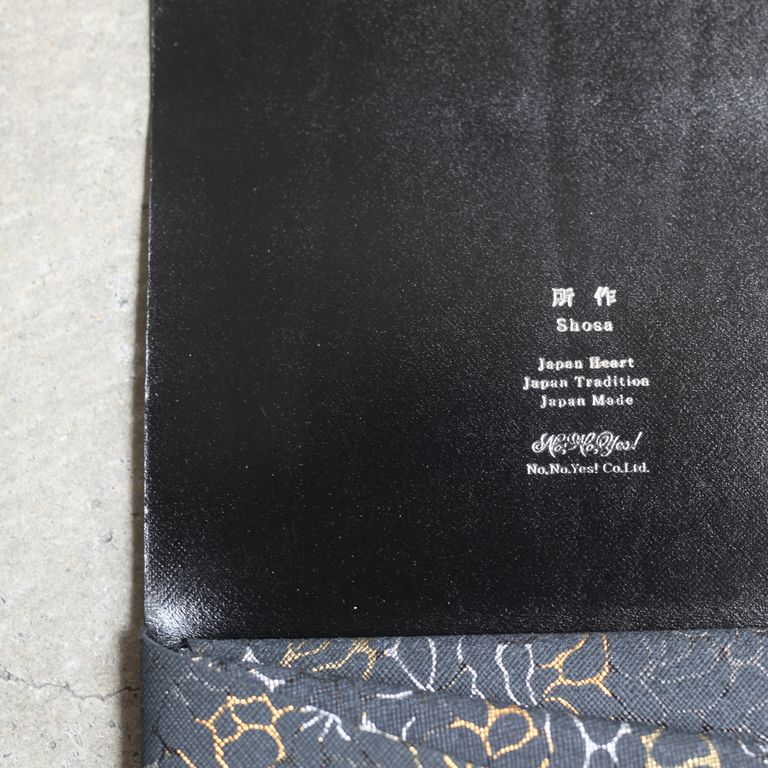 所作
Shosa
Japan Heart
Japan Tradition
Japan Made
No,No,Yes!
No,No.Yes! Co.Ltd.